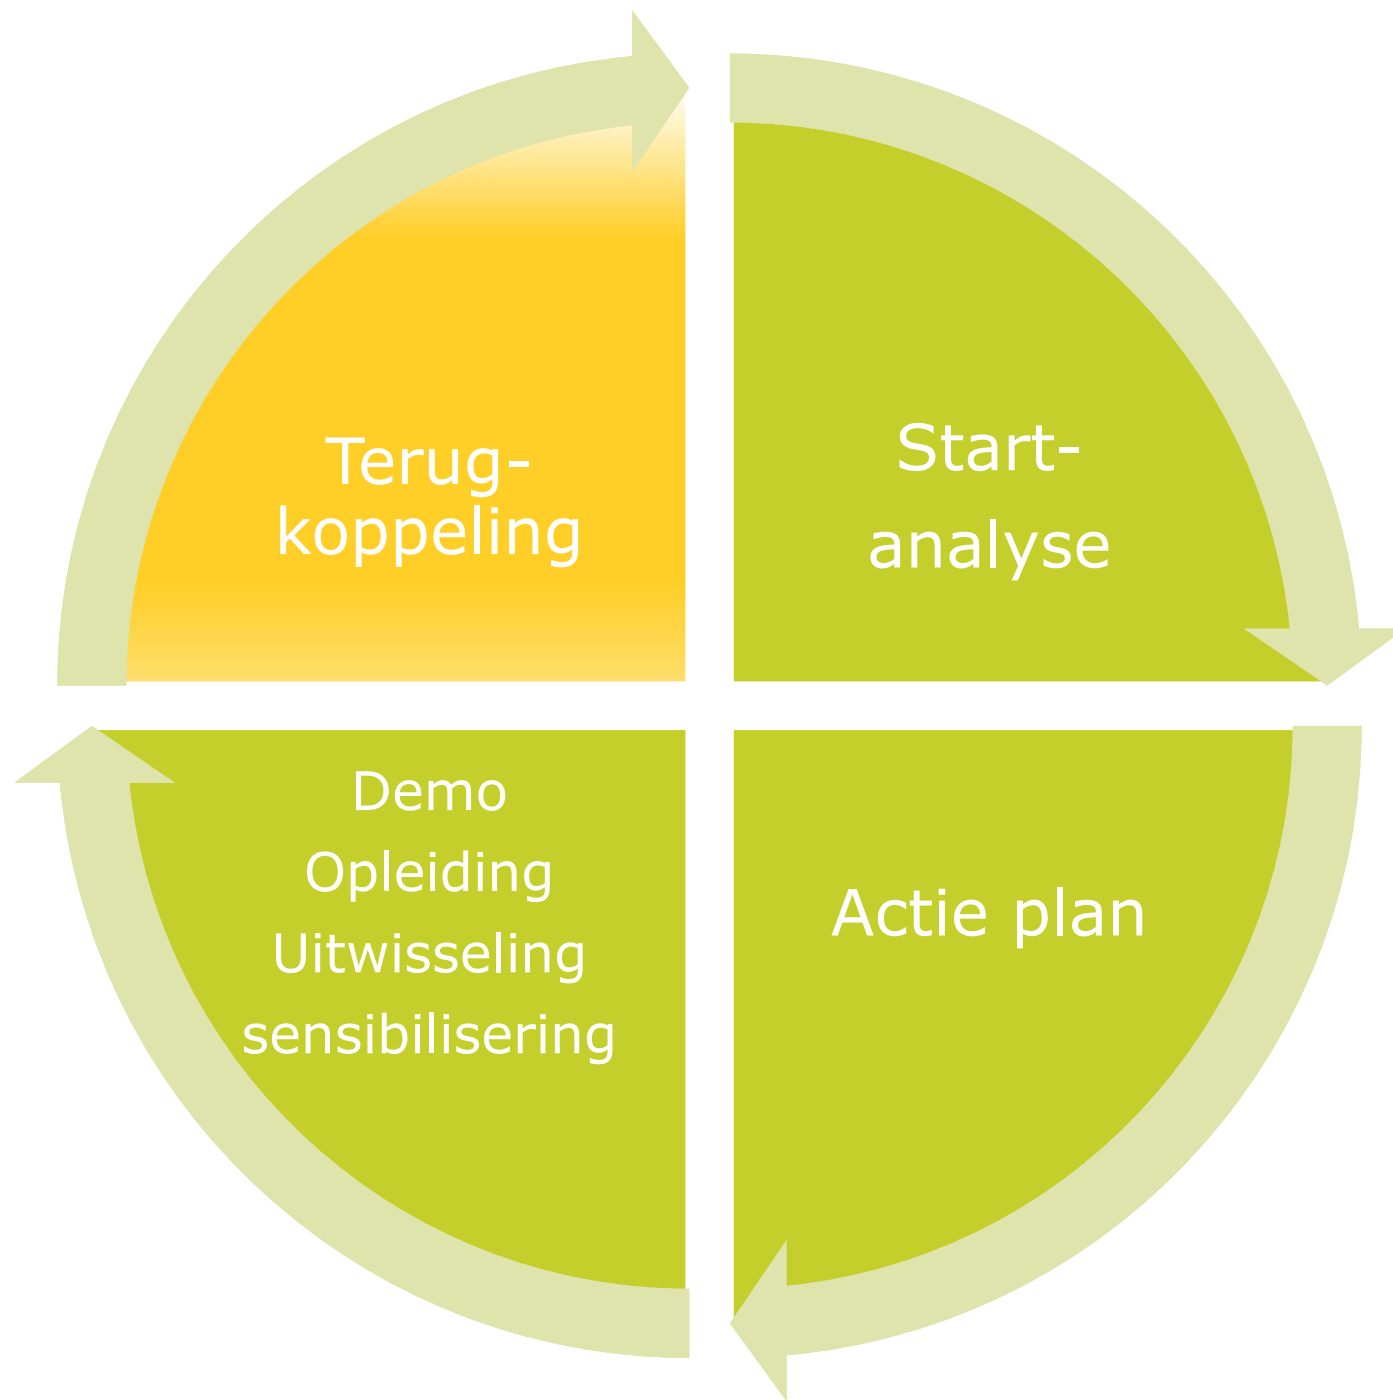 Terug-
koppeling
Start-
analyse
Demo
Opleiding
Uitwisseling
sensibilisering
Actie plan